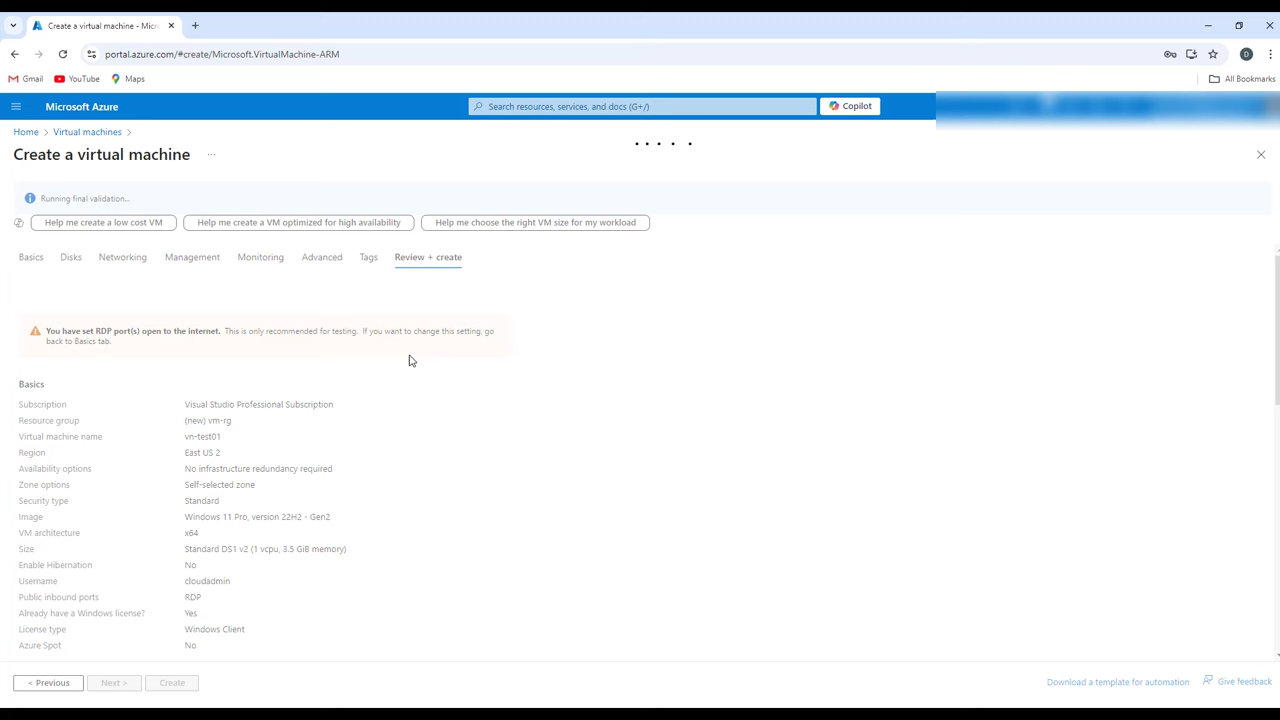 Create a virtual machine - Micro
portal.azure.com/#create/Microsoft.VirtualMachine-ARM
D
Gmail YouTube Maps All Bookmarks
Microsoft Azure Search resources, services, and docs (G+/) Copilot
Home > Virtual machines >
Create a virtual machine ...
Running final validation...
Help me create a low cost VM Help me create a VM optimized for high availability Help me choose the right VM size for my workload
Basics Disks Networking Management Monitoring Advanced Tags Review + create
You have set RDP port(s) open to the internet. This is only recommended for testing. If you want to change this setting, go
back to Basics tab.
Basics
Subscription Visual Studio Professional Subscription
Resource group (new) vm-rg
Virtual machine name vn-test01
Region East US 2
Availability options No infrastructure redundancy required
Zone options Self-selected zone
Security type Standard
Image Windows 11 Pro, version 22H2 - Gen2
VM architecture x64
Size Standard DS1 v2 (1 vcpu, 3.5 GiB memory)
Enable Hibernation No
Username cloudadmin
Public inbound ports RDP
Already have a Windows license? Yes
License type Windows Client
Azure Spot No
< Previous Next > Create Download a template for automation Give feedback